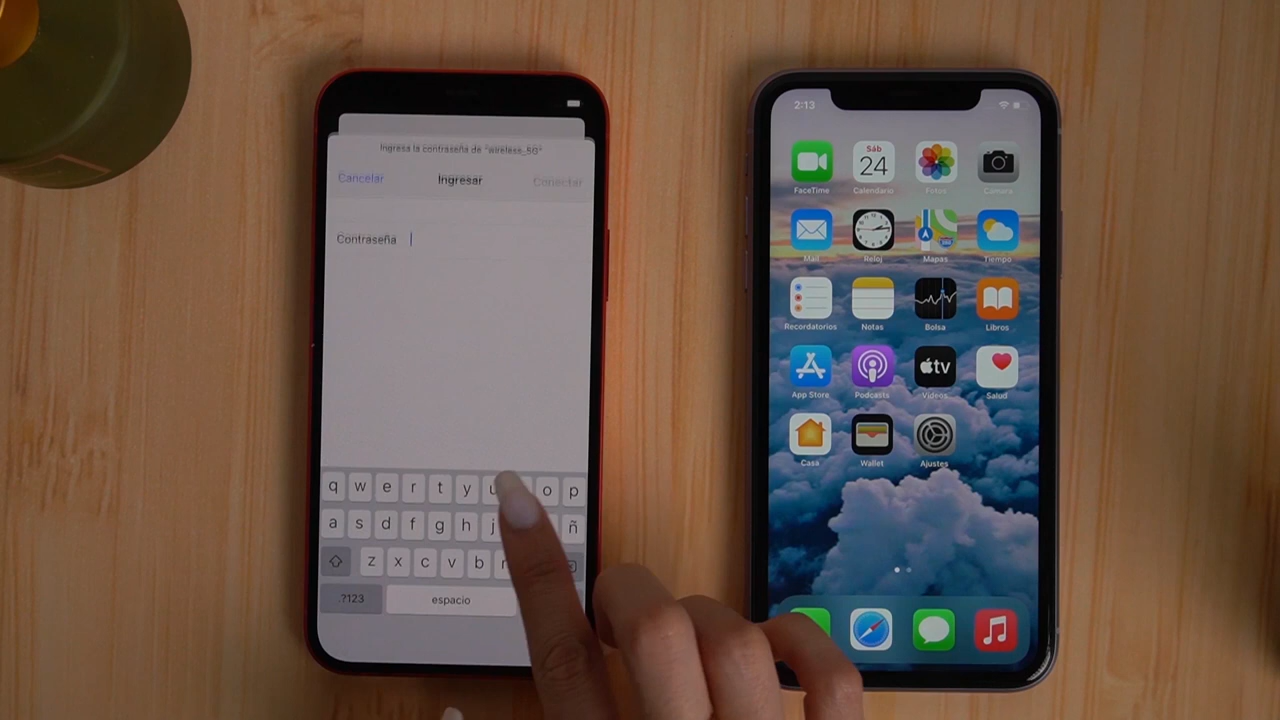 Ingresa la contraseña de "wireless_5G"
Cancelar Ingresar Conectar
Contraseña
q w e r t y u o p
a s d f g h j ñ
z x c v b
.?123 espacio
2:13
Sáb
24
FaceTime Calendario Fotos Cámara
Mail Reloj Mapas Tiempo
Recordatorios Notas Bolsa Libros
tv
App Store Podcasts Videos Salud
Casa Wallet Ajustes